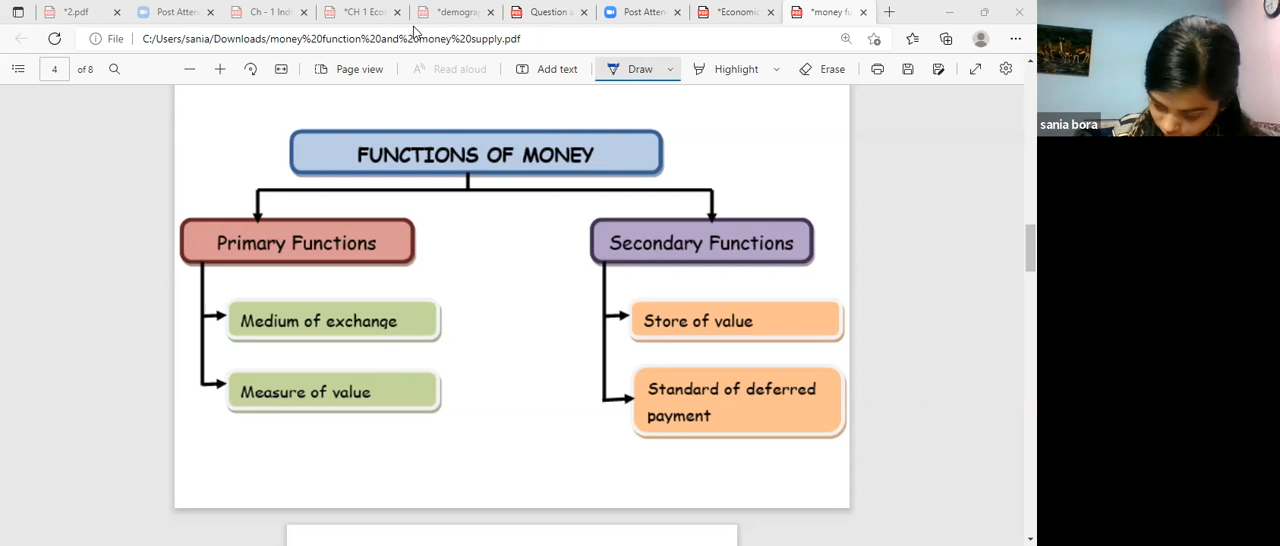 *2.pdf
Post Atten
Ch - 1 Ind
*CH 1 Eco
*demogra
Question a
Post Atten
*Economic
*money fu
File
C:/Users/sania/Downloads/money%20function%20and%20money%20supply.pdf
4 of 8
Page view
Read aloud
Add text
Draw
Highlight
Erase
sania bora
FUNCTIONS OF MONEY
Primary Functions
Medium of exchange
Measure of value
Secondary Functions
Store of value
Standard of deferred
payment